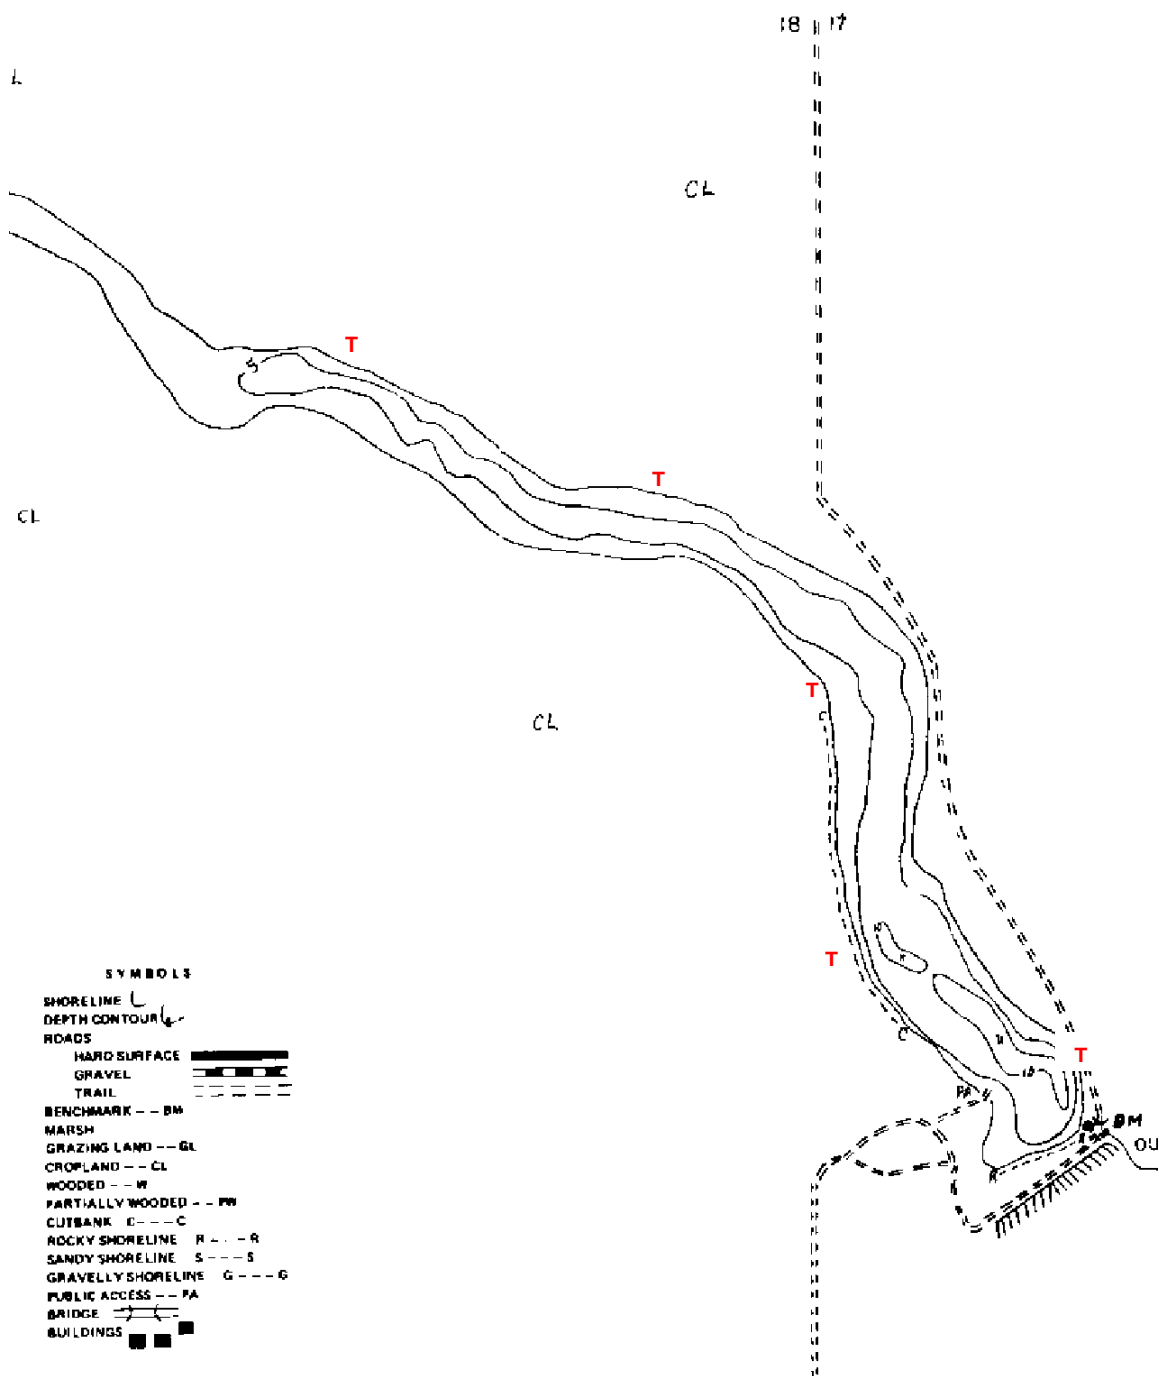 18 17
L
CL
T
5
T
CL
T
C
CL
10
T
C
10
T
PA
BM
OU
R
SYMBOLS
SHORELINE
DEPTH CONTOUR
ROADS
HARD SURFACE
GRAVEL
TRAIL
BENCHMARK -- BM
MARSH
GRAZING LAND -- GL
CROPLAND -- CL
WOODED -- W
PARTIALLY WOODED -- PW
CUTBANK C---C
ROCKY SHORELINE R---R
SANDY SHORELINE S---S
GRAVELLY SHORELINE G---G
PUBLIC ACCESS -- PA
BRIDGE
BUILDINGS